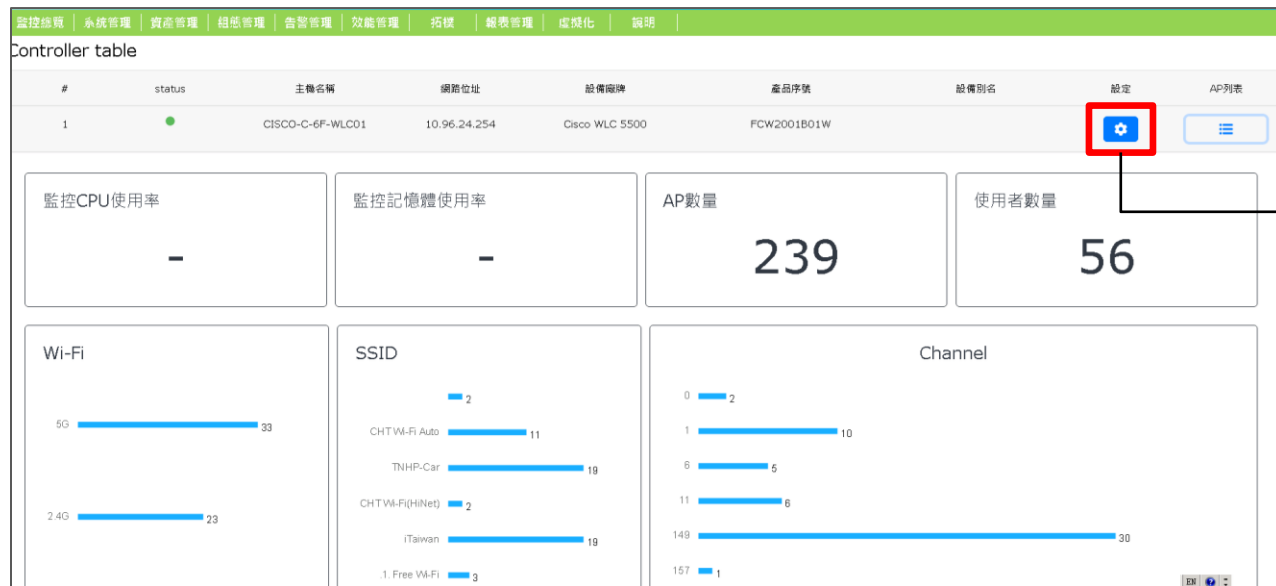 監控總覽 系統管理 資產管理 組態管理 告警管理 效能管理 拓樸 報表管理 虛擬化 說明
Controller table
# status 主機名稱 網路位址 設備廠牌 產品序號 設備別名 設定 AP列表
1 CISCO-C-6F-WLC01 10.96.24.254 Cisco WLC 5500 FCW2001B01W
監控CPU使用率 監控記憶體使用率 AP數量 使用者數量
- - 239 56
Wi-Fi SSID Channel
2
0 2
5G 33
CHT Wi-Fi Auto 11
1 10
TNHP-Car 19
6 5
CHT Wi-Fi(HiNet) 2
11 6
2.4G 23
iTaiwan 19
149 30
.1. Free Wi-Fi 3
157 1
EN